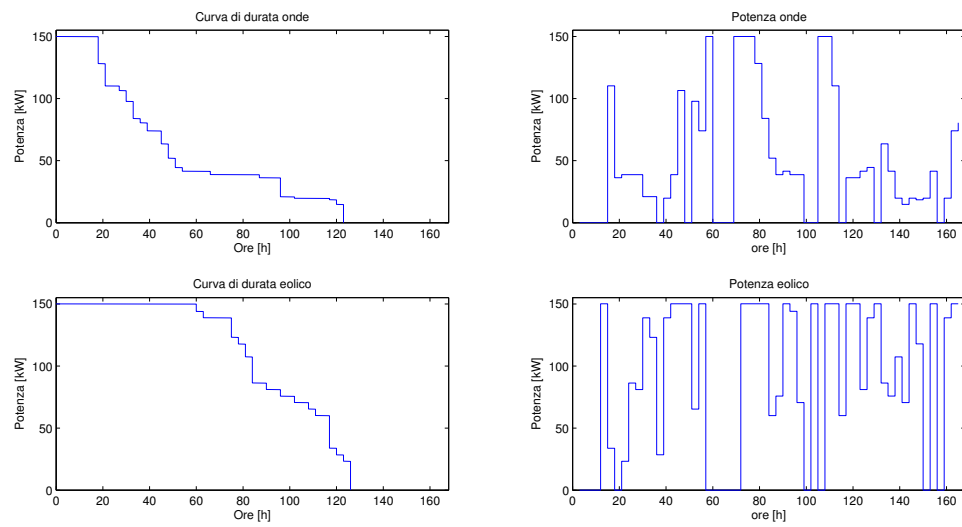 Curva di durata onde
Potenza [kW]
150
100
50
0
0 20 40 60 80 100 120 140 160
Ore [h]
Potenza onde
Potenza [kW]
150
100
50
0
0 20 40 60 80 100 120 140 160
ore [h]
Curva di durata eolico
Potenza [kW]
150
100
50
0
0 20 40 60 80 100 120 140 160
Ore [h]
Potenza eolico
Potenza [kW]
150
100
50
0
0 20 40 60 80 100 120 140 160
ore [h]